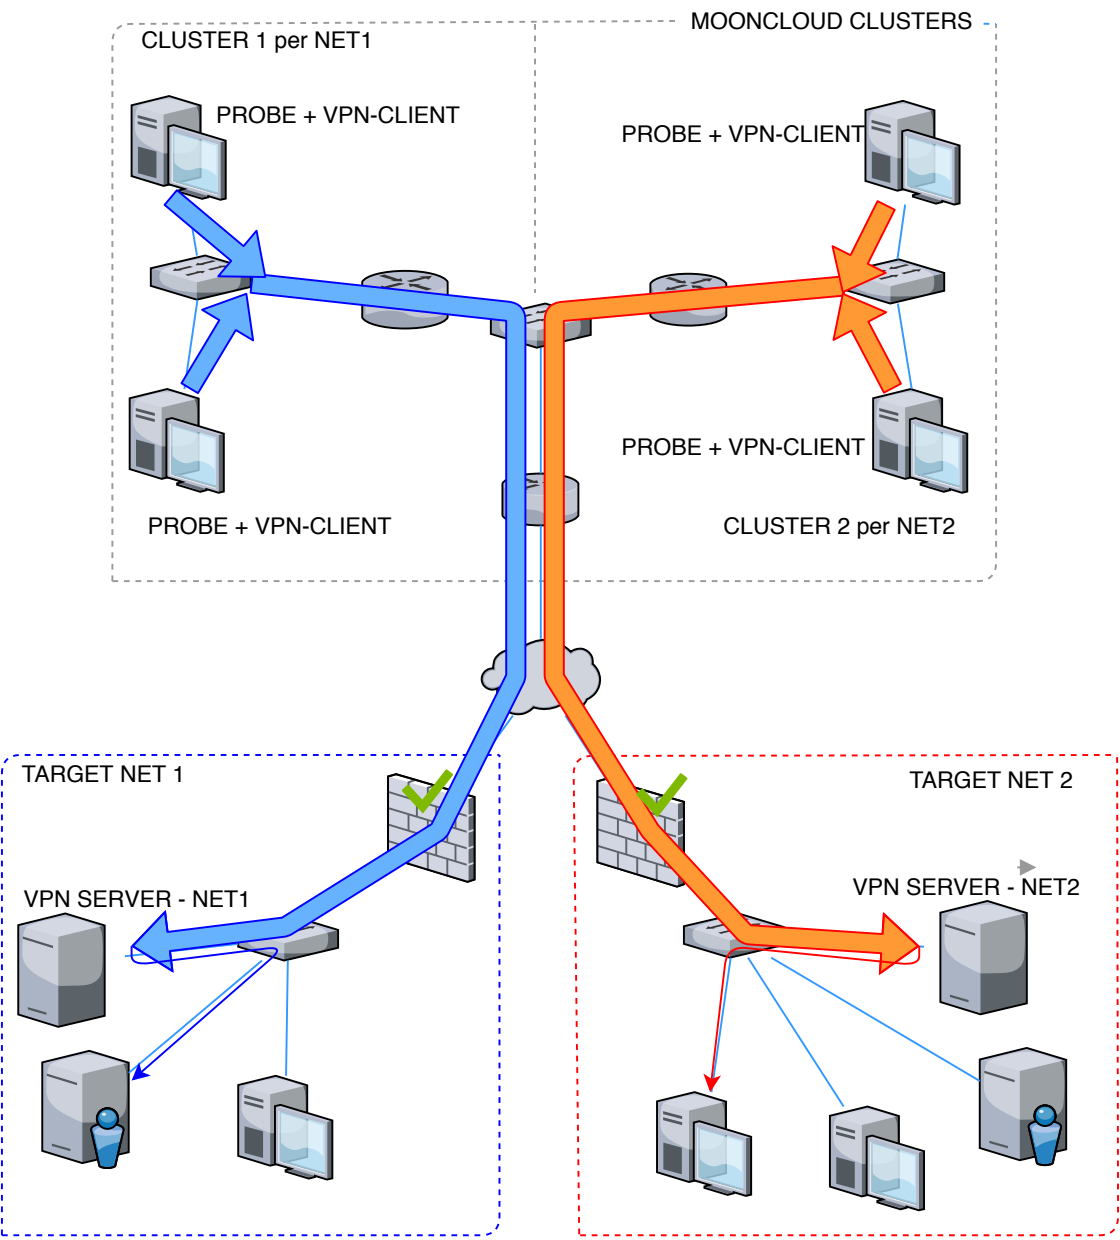 MOONCLOUD CLUSTERS
CLUSTER 1 per NET1
PROBE + VPN-CLIENT
PROBE + VPN-CLIENT
PROBE + VPN-CLIENT
PROBE + VPN-CLIENT
CLUSTER 2 per NET2
TARGET NET 1
TARGET NET 2
VPN SERVER - NET2
VPN SERVER - NET1